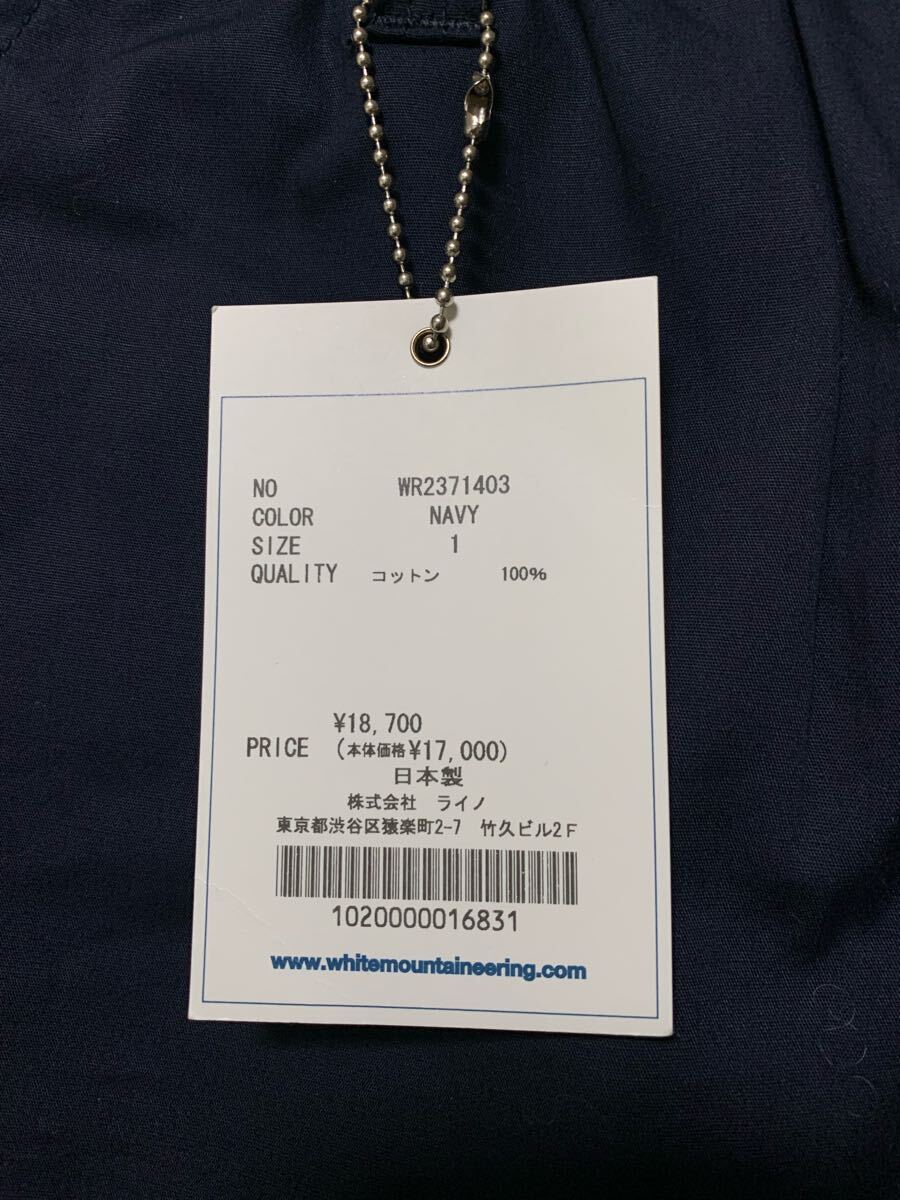 NO WR2371403
COLOR NAVY
SIZE 1
QUALITY コットン 100%
¥18,700
PRICE (本体価格¥17,000)
日本製
株式会社 ライノ
東京都渋谷区猿楽町2-7 竹久ビル2F
1020000016831
www.whitemountaineering.com